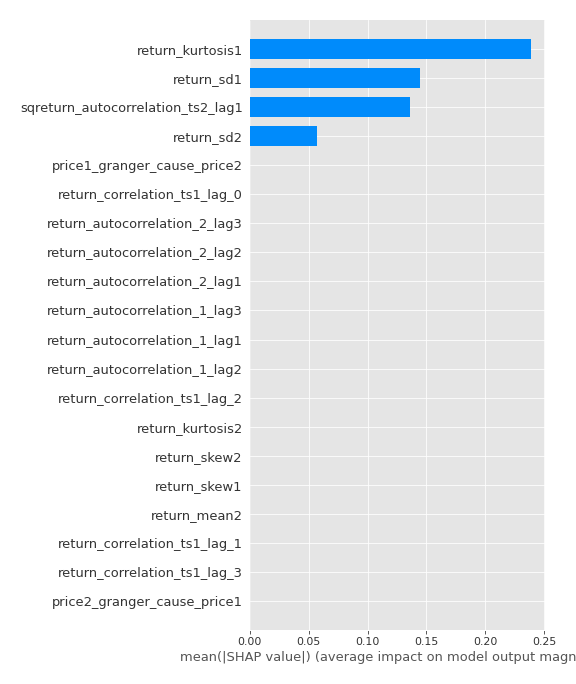 return_kurtosis1
return_sd1
sqreturn_autocorrelation_ts2_lag1
return_sd2
price1_granger_cause_price2
return_correlation_ts1_lag_0
return_autocorrelation_2_lag3
return_autocorrelation_2_lag2
return_autocorrelation_2_lag1
return_autocorrelation_1_lag3
return_autocorrelation_1_lag1
return_autocorrelation_1_lag2
return_correlation_ts1_lag_2
return_kurtosis2
return_skew2
return_skew1
return_mean2
return_correlation_ts1_lag_1
return_correlation_ts1_lag_3
price2_granger_cause_price1
0.00 0.05 0.10 0.15 0.20 0.25
mean(|SHAP value|) (average impact on model output magn